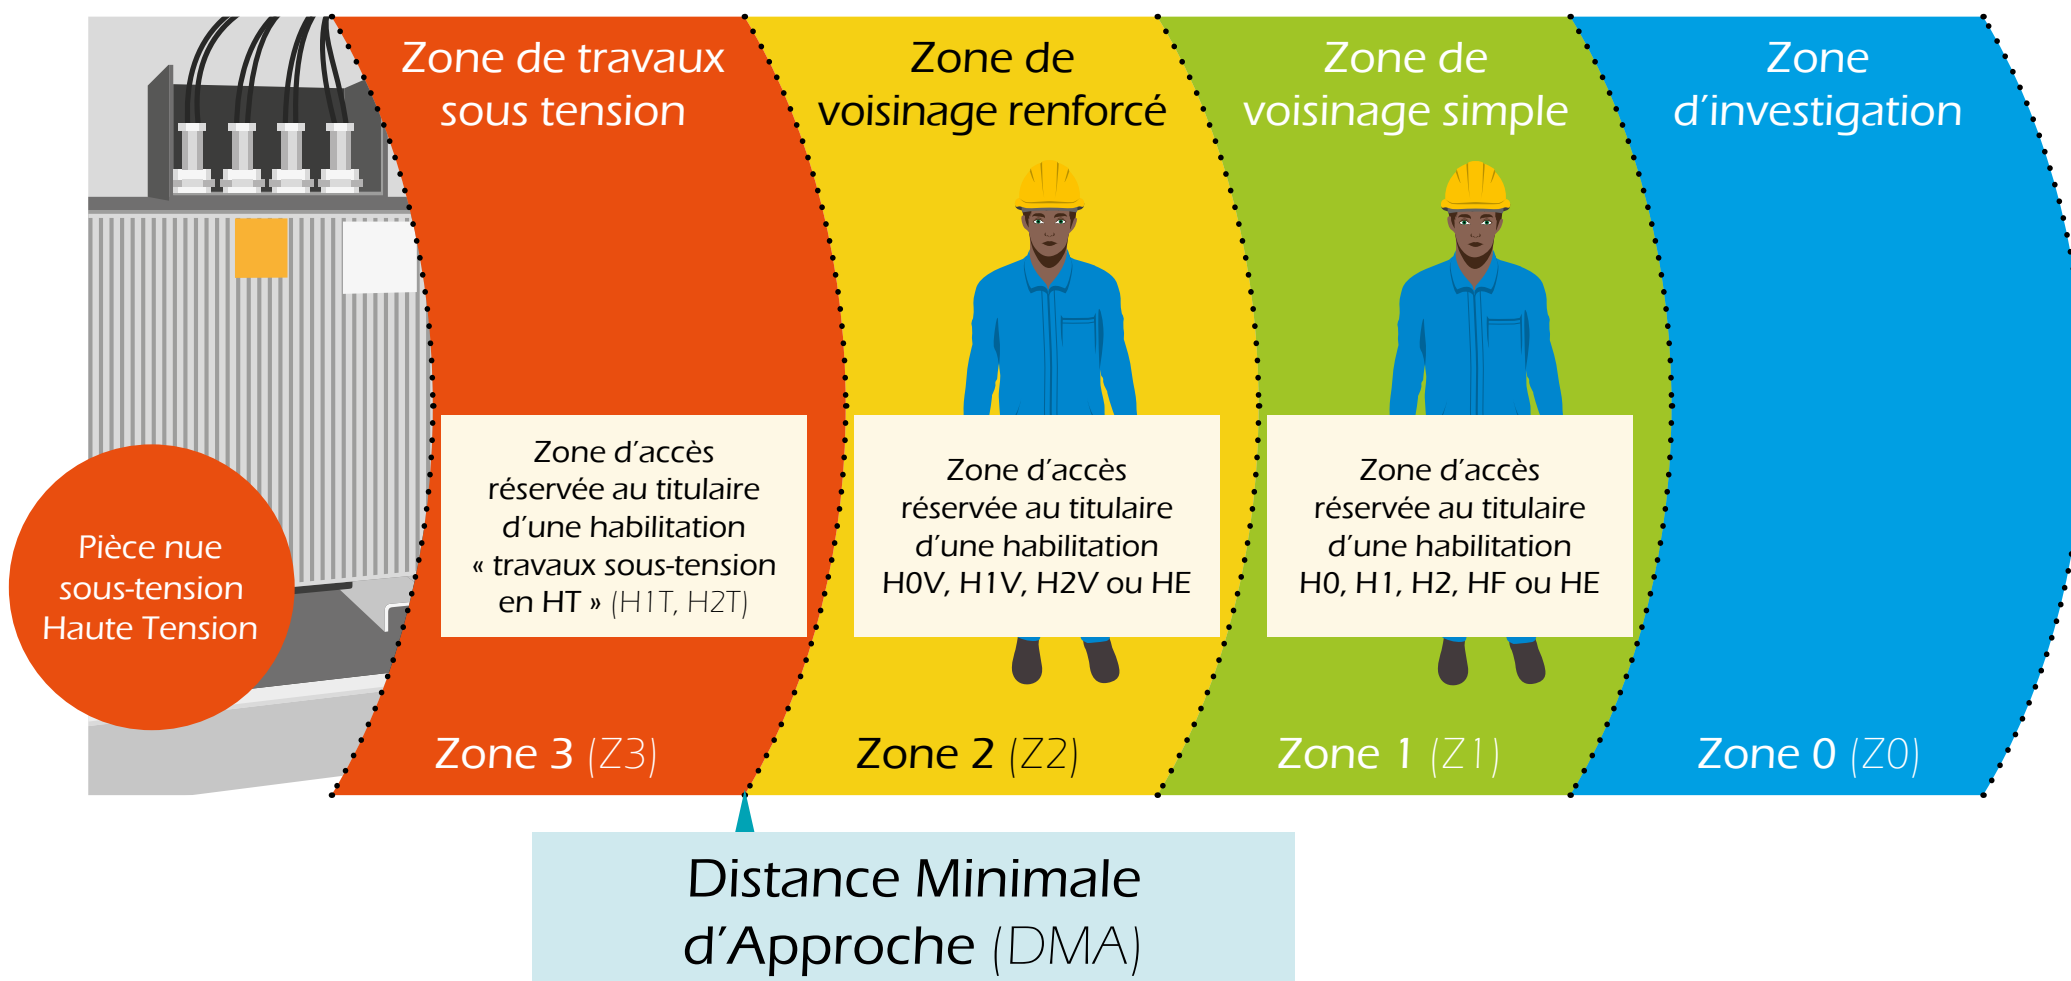 Zone de travaux
sous tension
Zone de
voisinage renforcé
Zone de
voisinage simple
Zone
d'investigation
Pièce nue
sous-tension
Haute Tension
Zone d'accès
réservée au titulaire
d'une habilitation
« travaux sous-tension
en HT » (H1T, H2T)
Zone d'accès
réservée au titulaire
d'une habilitation
H0V, H1V, H2V ou HE
Zone d'accès
réservée au titulaire
d'une habilitation
H0, H1, H2, HF ou HE
Zone 3 (Z3)
Zone 2 (Z2)
Zone 1 (Z1)
Zone 0 (Z0)
Distance Minimale
d'Approche (DMA)